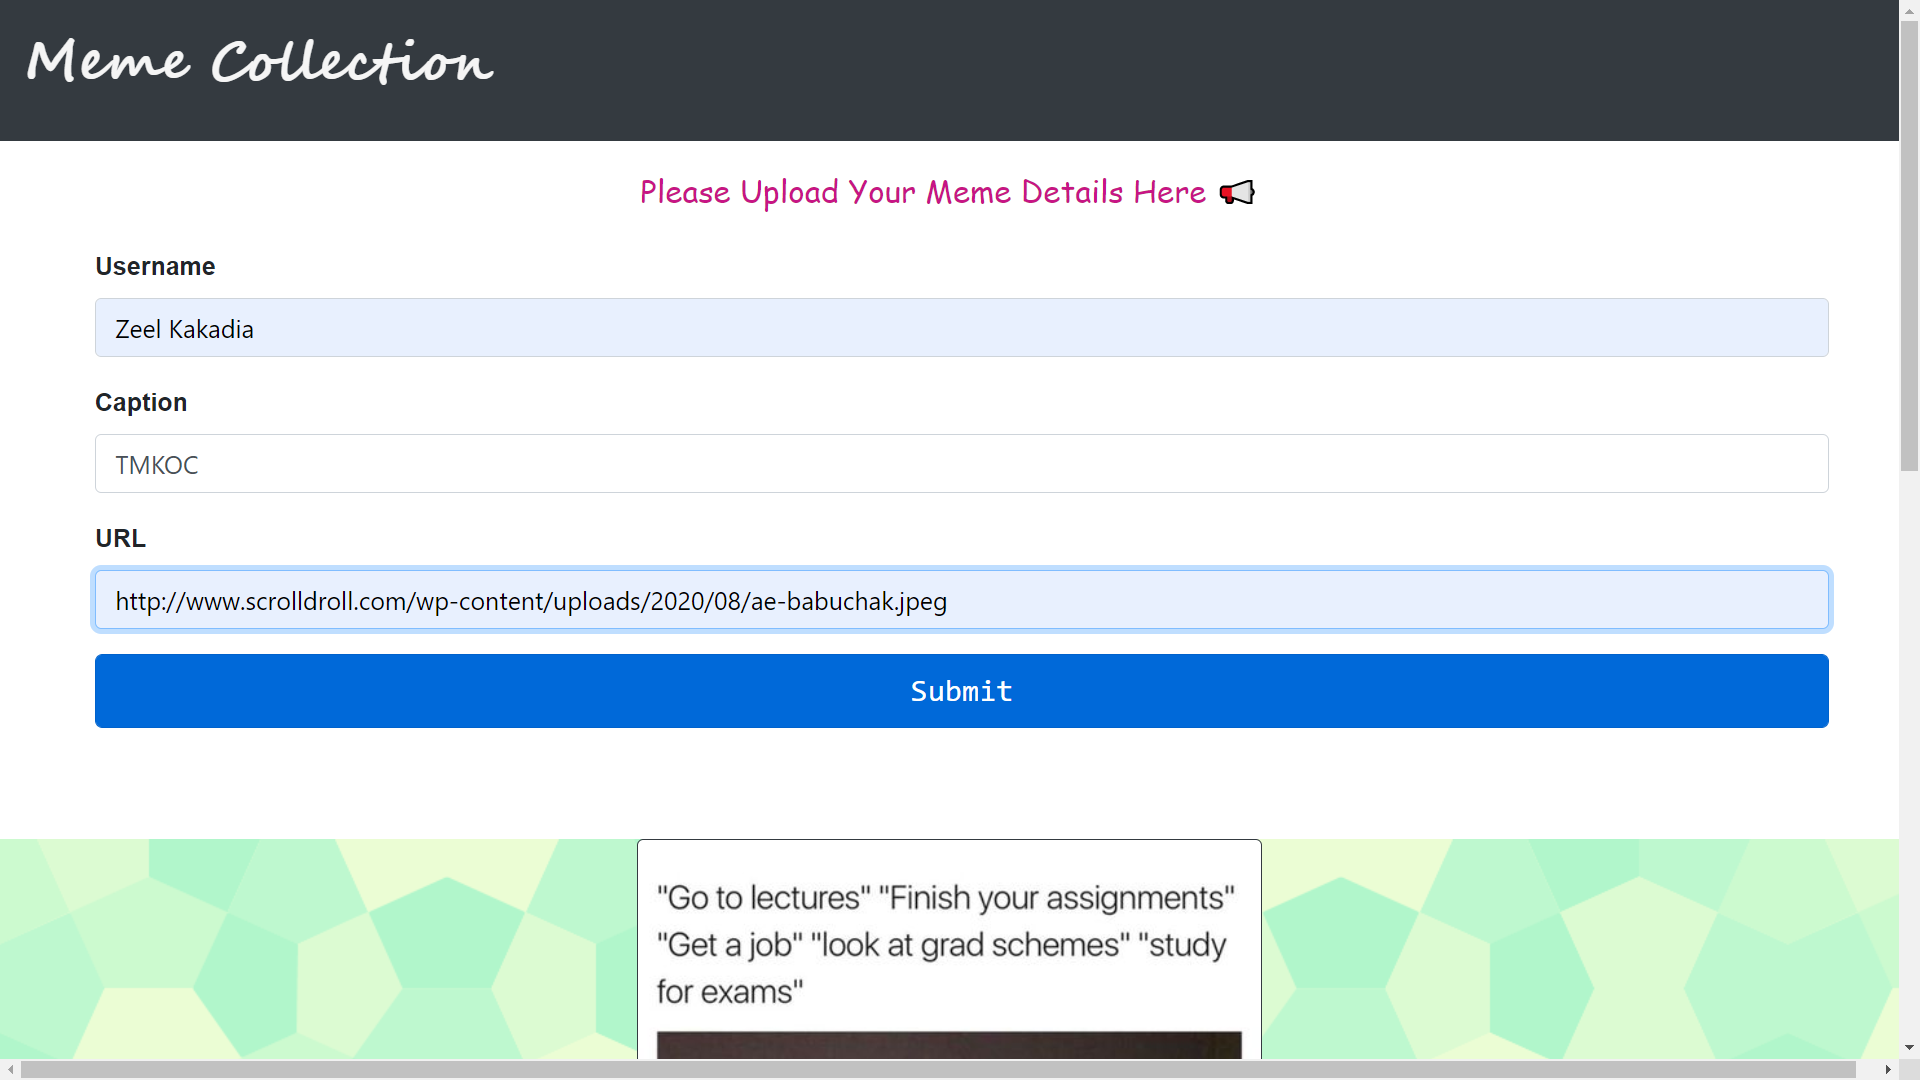 Meme Collection
Please Upload Your Meme Details Here
Username
Zeel Kakadia
Caption
TMKOC
URL
http://www.scrolldroll.com/wp-content/uploads/2020/08/ae-babuchak.jpeg
Submit
"Go to lectures" "Finish your assignments"
"Get a job" "look at grad schemes" "study
for exams"